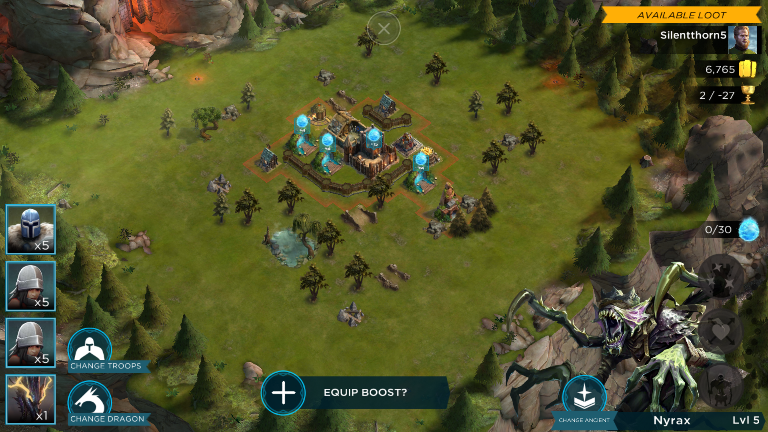 AVAILABLE LOOT
Silentthorn5
6,765
2 / -27
0/30
x5
x5
x5
x1
CHANGE TROOPS
CHANGE DRAGON
EQUIP BOOST?
CHANGE ANCIENT
Nyrax
Lvl 5